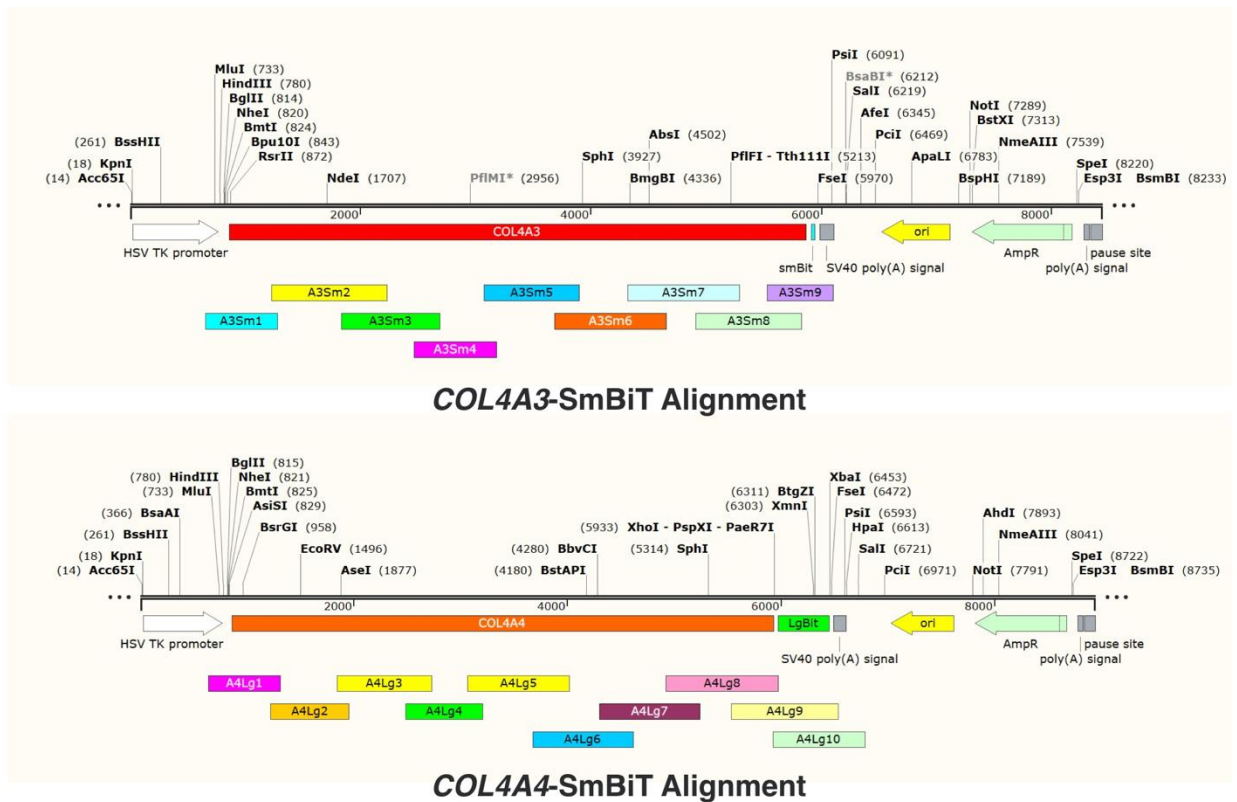 PsiI (6091)
MluI (733)
BsaBI* (6212)
HindIII (780)
SalI (6219)
BglII (814)
AfeI (6345)
NotI (7289)
NheI (820)
AbsI (4502)
PciI (6469)
BstXI (7313)
BmtI (824)
(261) BssHII
Bpu10I (843)
SphI (3927)
PflFI - Tth111I (5213)
ApaLI (6783)
NmeAIII (7539)
(18) KpnI
RsrII (872)
SpeI (8220)
(14) Acc65I
NdeI (1707)
PflMI* (2956)
BmgBI (4336)
FseI (5970)
BspHI (7189)
Esp3I BsmBI (8233)
2000 4000 6000 8000
COL4A3
ori
HSV TK promoter
AmpR
pause site
smBit
SV40 poly(A) signal
poly(A) signal
A3Sm2 A3Sm5 A3Sm7 A3Sm9
A3Sm1 A3Sm3 A3Sm6 A3Sm8
A3Sm4
COL4A3-SmBiT Alignment
BglII (815)
XbaI (6453)
(780) HindIII
NheI (821)
(6311) BtgZI
FseI (6472)
(733) MluI
BmtI (825)
(6303) XmnI
PsiI (6593)
AhdI (7893)
(366) BsaAI
AsiSI (829)
(5933) XhoI - PspXI - PaeR7I
HpaI (6613)
NmeAIII (8041)
(261) BssHII
BsrGI (958)
(4280) BbvCI
(5314) SphI
SalI (6721)
SpeI (8722)
(18) KpnI
EcoRV (1496)
(4180) BstAPI
PciI (6971)
NotI (7791)
Esp3I BsmBI (8735)
(14) Acc65I
AseI (1877)
2000 4000 6000 8000
COL4A4
LgBit
ori
HSV TK promoter
AmpR
pause site
SV40 poly(A) signal
poly(A) signal
A4Lg1 A4Lg3 A4Lg5 A4Lg8
A4Lg2 A4Lg4 A4Lg7 A4Lg9
A4Lg6 A4Lg10
COL4A4-SmBiT Alignment